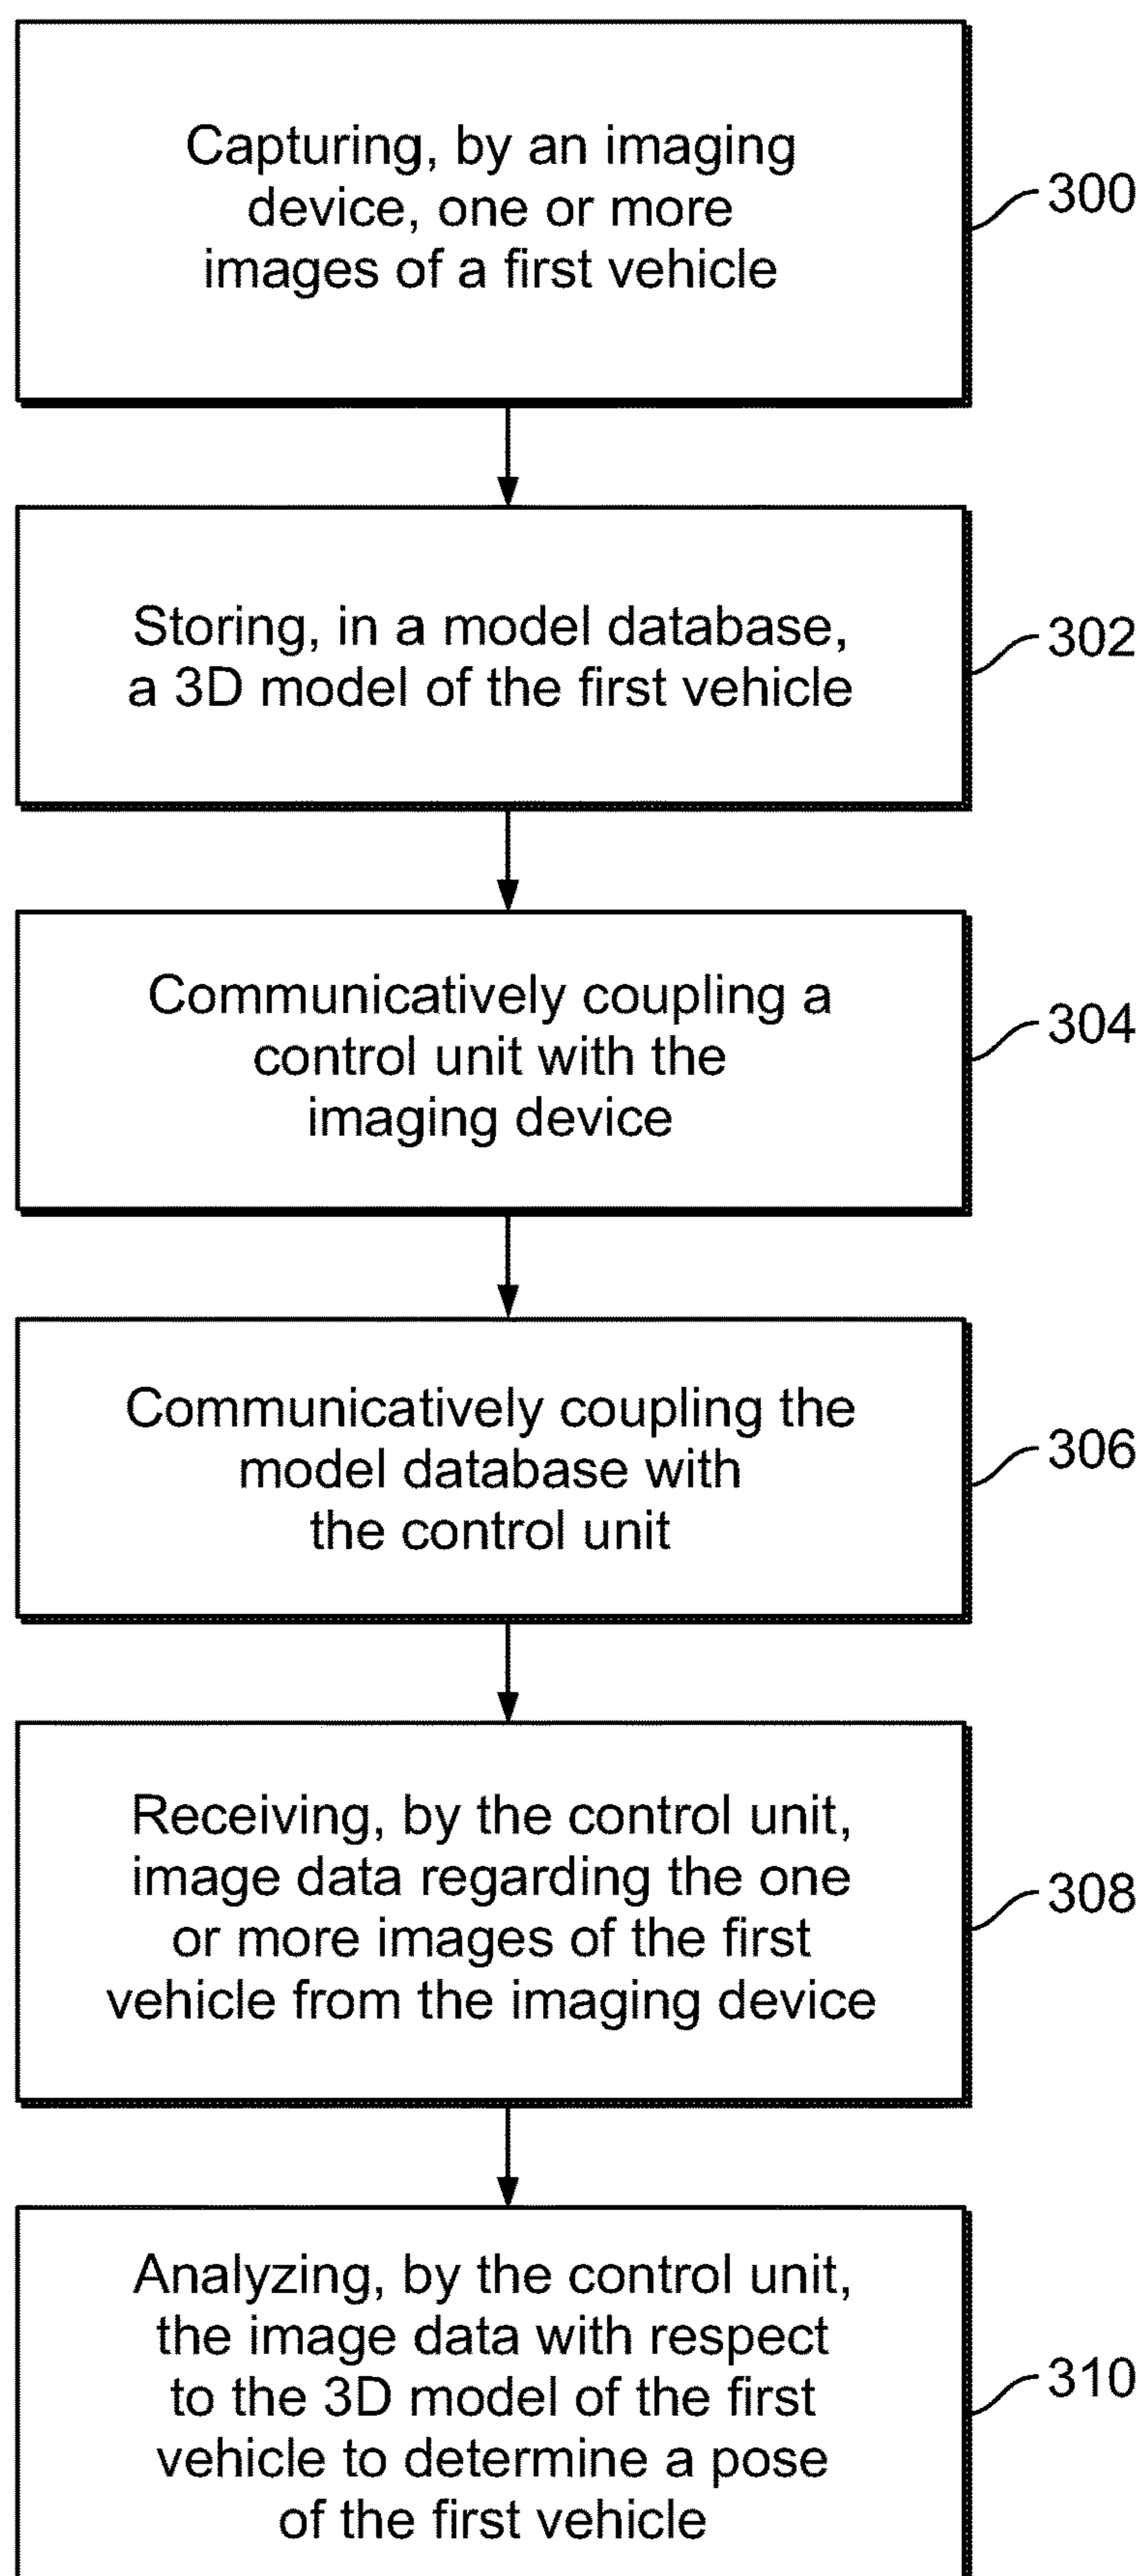 Capturing, by an imaging
device, one or more
images of a first vehicle
300
Storing, in a model database,
a 3D model of the first vehicle
302
Communicatively coupling a
control unit with the
imaging device
304
Communicatively coupling the
model database with
the control unit
306
Receiving, by the control unit,
image data regarding the one
or more images of the first
vehicle from the imaging device
308
Analyzing, by the control unit,
the image data with respect
to the 3D model of the first
vehicle to determine a pose
of the first vehicle
310